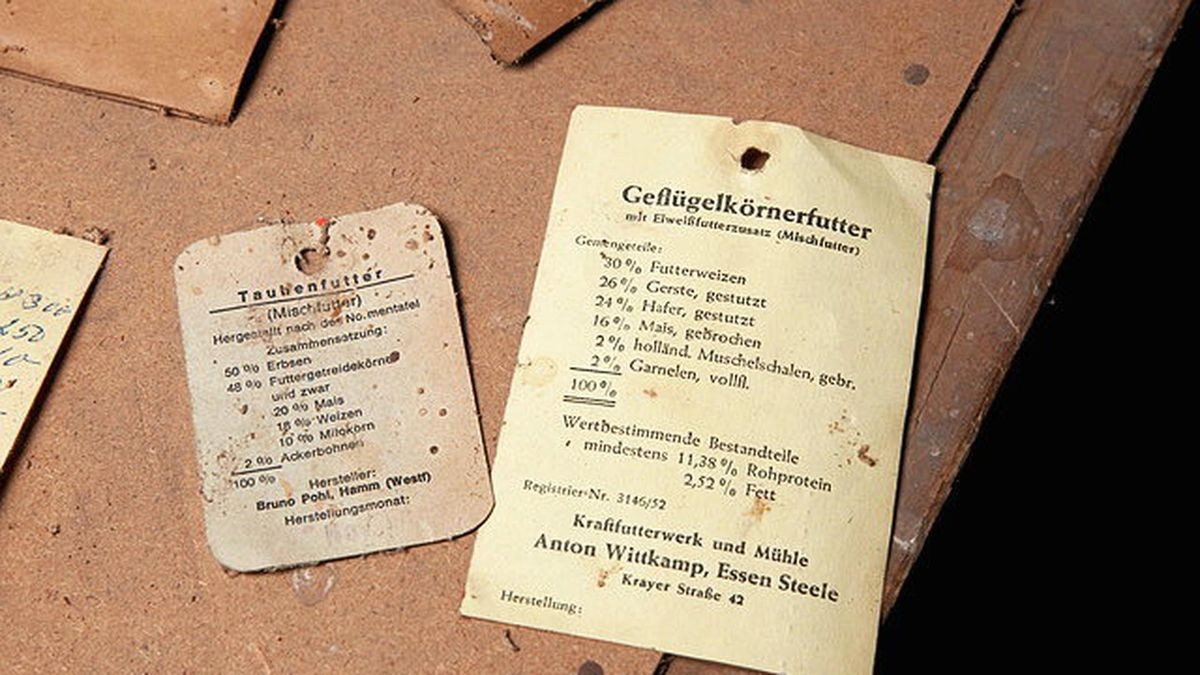 Taubenfutter
(Mischfutter)
Hergestellt nach der No.mentafel
Zusammensetzung:
50 % Erbsen
48 % Futtergetreidekörner
und zwar
20 % Mais
18 % Weizen
10 % Milokorn
2 % Ackerbohnen
100 %
Hersteller:
Bruno Pohl, Hamm (Westf)
Herstellungsmonat:
Geflügelkörnerfutter
mit Eiweißfutterzusatz (Mischfutter)
Gemengeteile:
30 % Futterweizen
26 % Gerste, gestutzt
24 % Hafer, gestutzt
16 % Mais, gebrochen
2 % holländ. Muschelschalen, gebr.
2 % Garnelen, vollfl.
100 %
Wertbestimmende Bestandteile
mindestens 11,38 % Rohprotein
2,52 % Fett
Registrier-Nr. 3146/52
Kraftfutterwerk und Mühle
Anton Wittkamp, Essen Steele
Krayer Straße 42
Herstellung: